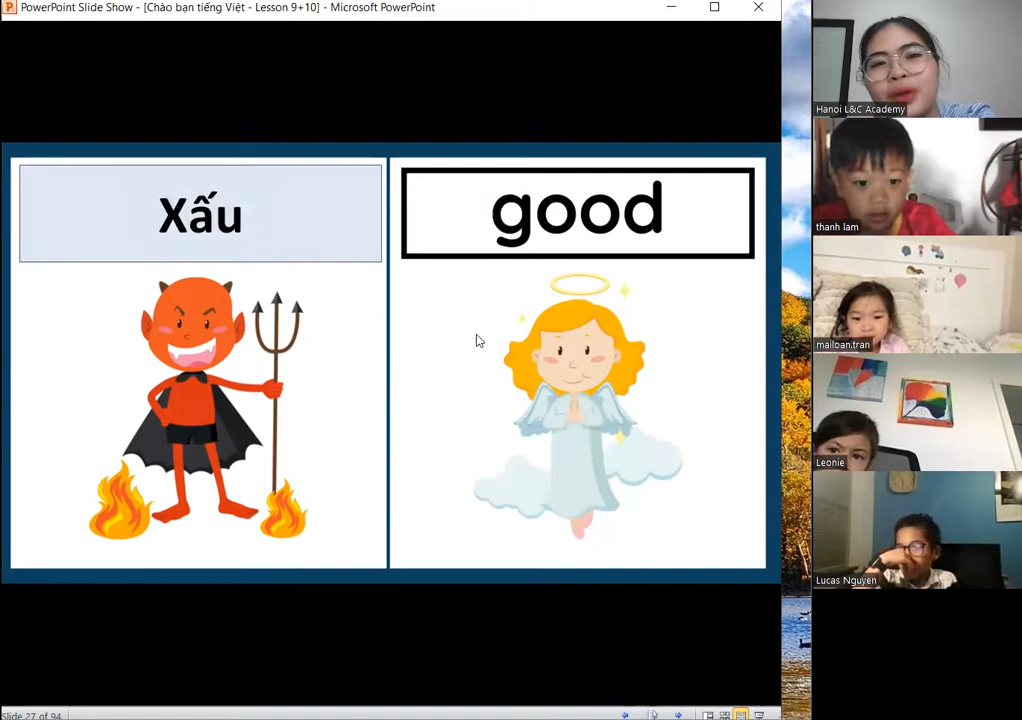 PowerPoint Slide Show - [Chào bạn tiếng Việt - Lesson 9+10] - Microsoft PowerPoint
Xấu
good
Hanoi L&C Academy
thanh lam
mailoan.tran
Leonie
Lucas Nguyen
Slide 27 of 94